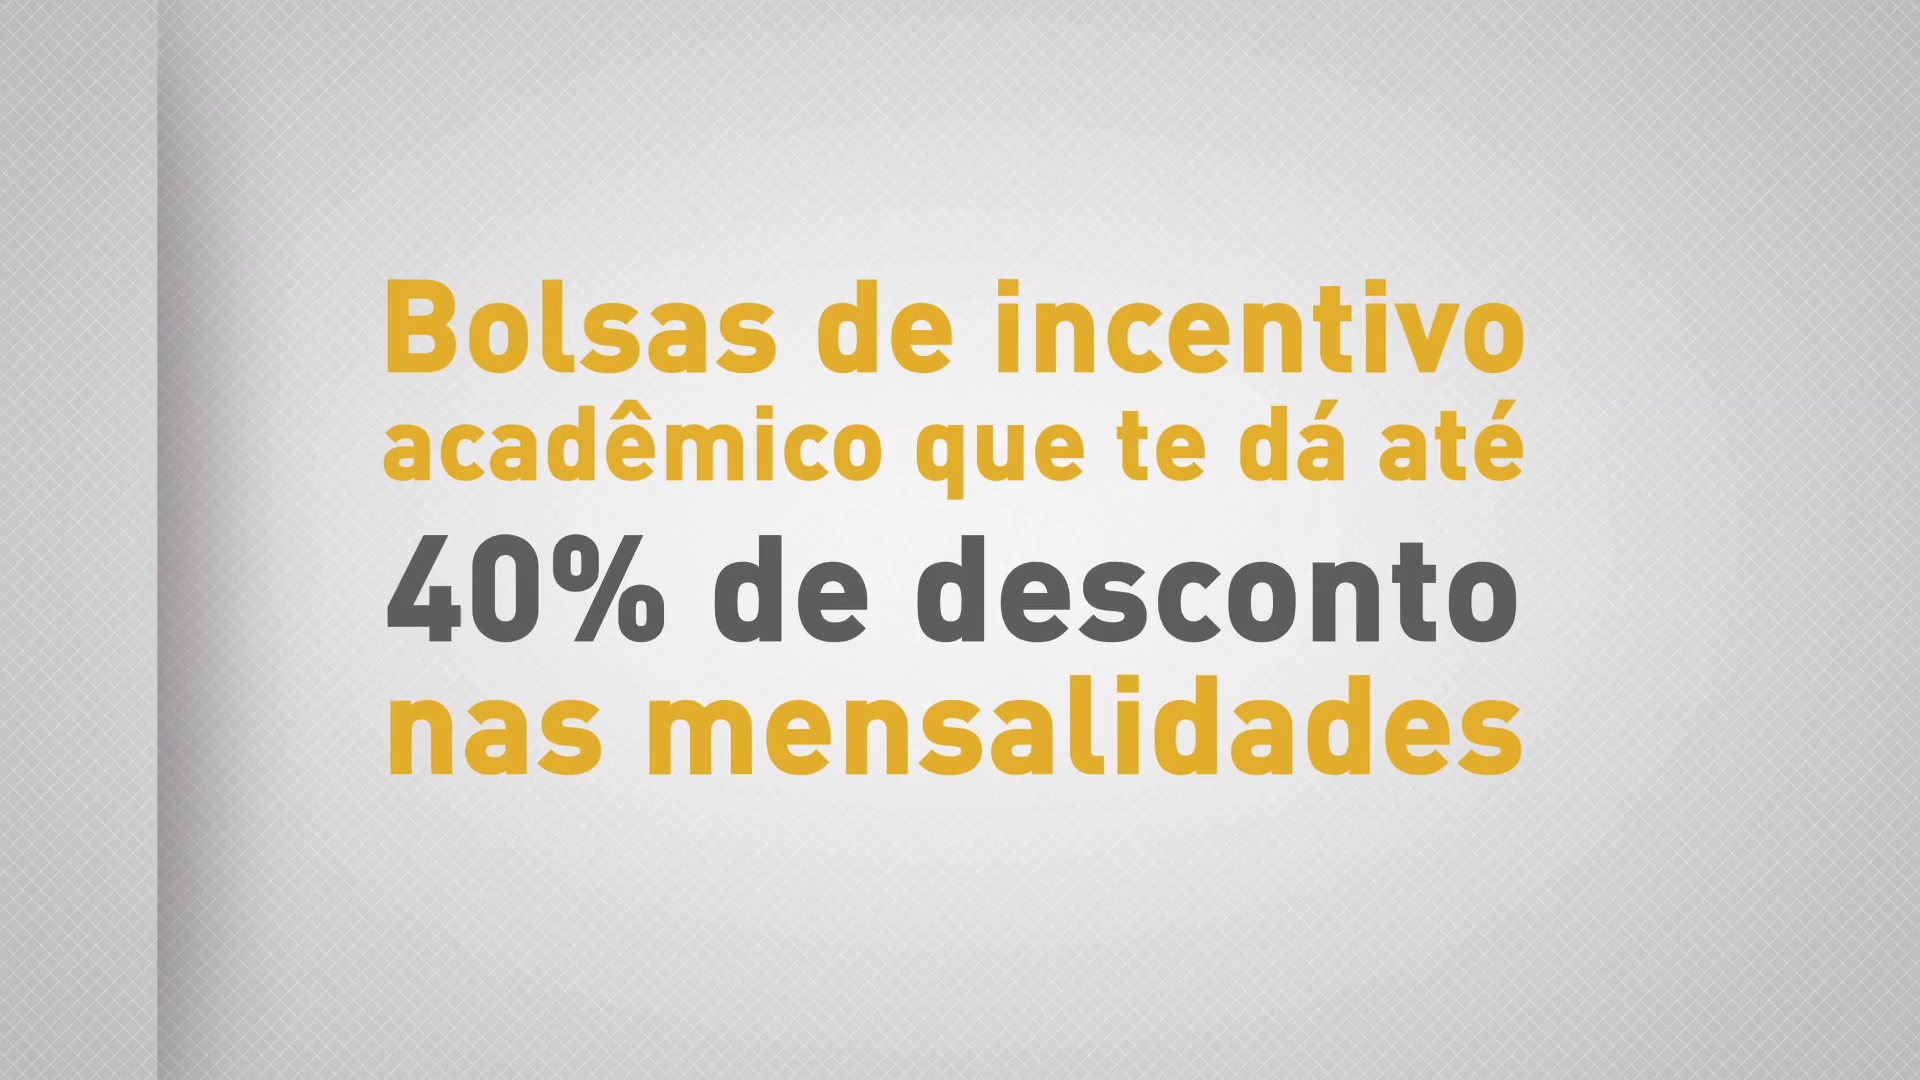 Bolsas de incentivo
acadêmico que te dá até
40% de desconto
nas mensalidades